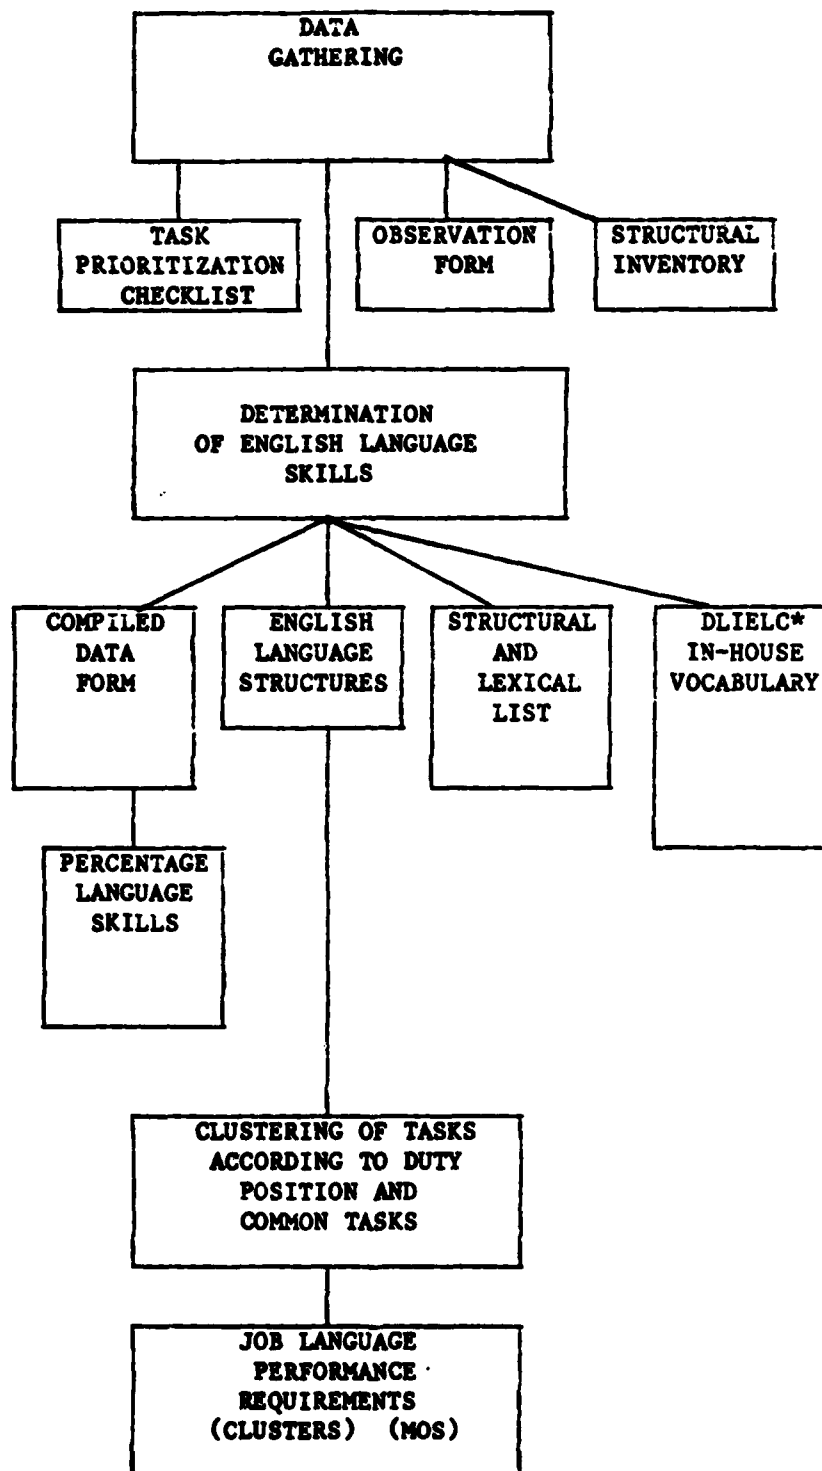 DATA
GATHERING
TASK
PRIORITIZATION
CHECKLIST
OBSERVATION
FORM
STRUCTURAL
INVENTORY
DETERMINATION
OF ENGLISH LANGUAGE
SKILLS
COMPILED
DATA
FORM
ENGLISH
LANGUAGE
STRUCTURES
STRUCTURAL
AND
LEXICAL
LIST
DLIELC*
IN-HOUSE
VOCABULARY
PERCENTAGE
LANGUAGE
SKILLS
CLUSTERING OF TASKS
ACCORDING TO DUTY
POSITION AND
COMMON TASKS
JOB LANGUAGE
PERFORMANCE
REQUIREMENTS
(CLUSTERS) (MOS)